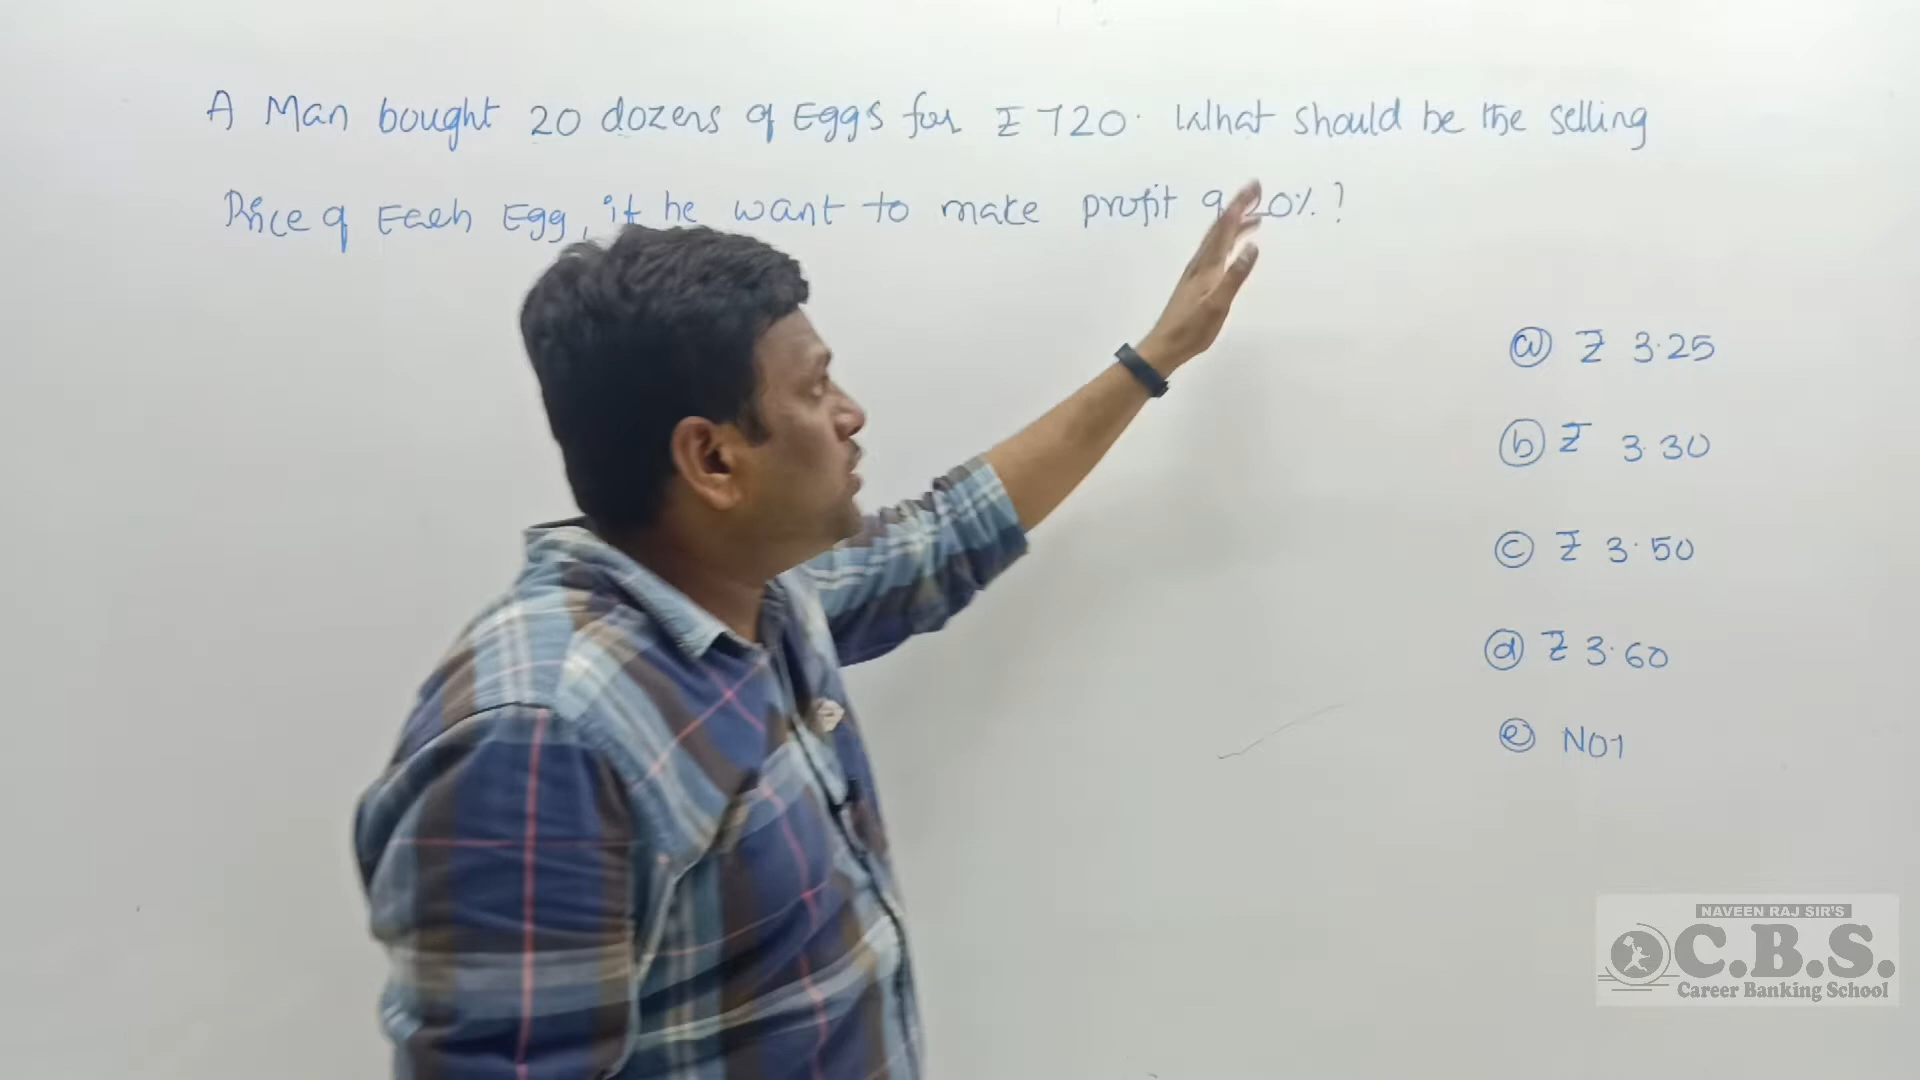 A Man bought 20 dozens of Eggs for ₹ 720. What should be the selling
Price of Each Egg, if he want to make profit of 20%?
ⓐ ₹ 3.25
ⓑ ₹ 3.30
ⓒ ₹ 3.50
ⓓ ₹ 3.60
ⓔ NOT
NAVEEN RAJ SIR'S
C.B.S.
Career Banking School